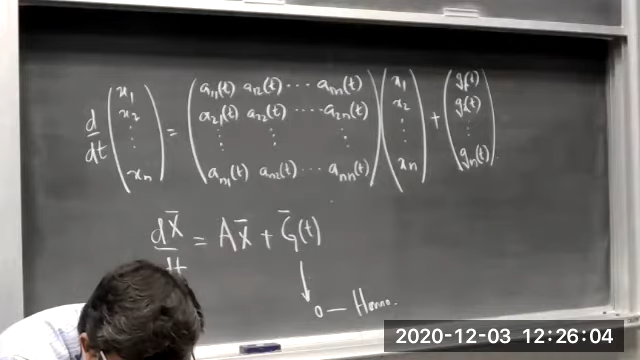 d/dt (x₁ x₂ ⋮ xₙ) = (a₁₁(t) a₁₂(t) ⋯ a₁ₙ(t) a₂₁(t) a₂₂(t) ⋯ a₂ₙ(t) ⋮ ⋮ ⋮ aₙ₁(t) aₙ₂(t) ⋯ aₙₙ(t)) (x₁ x₂ ⋮ xₙ) + (g₁(t) g₂(t) ⋮ gₙ(t))
dX̄/dt = AX̄ + Ḡ(t)
↓
0 — Homo.
2020-12-03 12:26:04